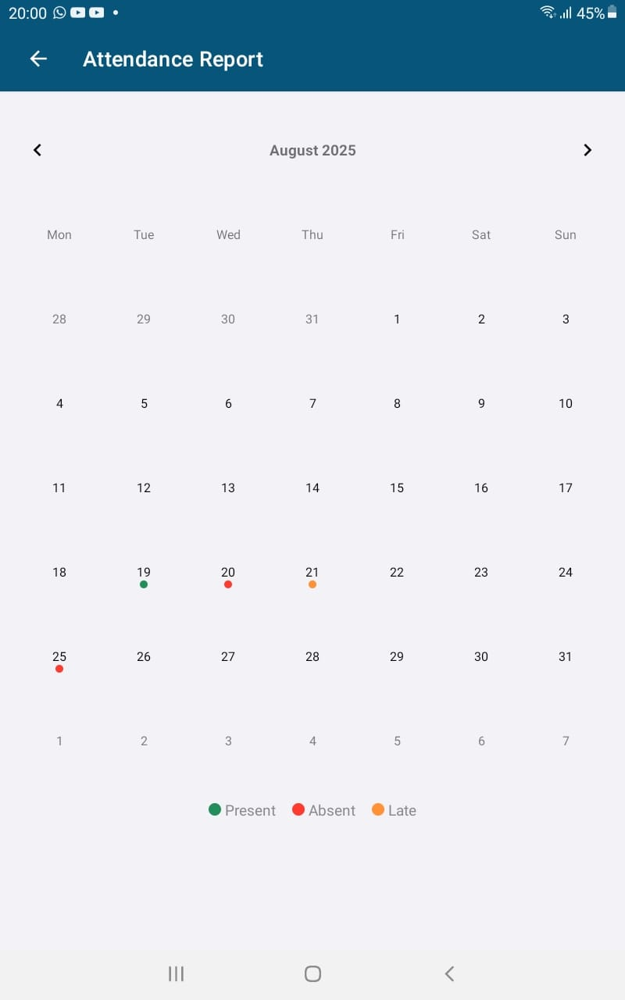 20:00 45%
Attendance Report
August 2025
Mon Tue Wed Thu Fri Sat Sun
28 29 30 31 1 2 3
4 5 6 7 8 9 10
11 12 13 14 15 16 17
18 19 20 21 22 23 24
25 26 27 28 29 30 31
1 2 3 4 5 6 7
Present Absent Late